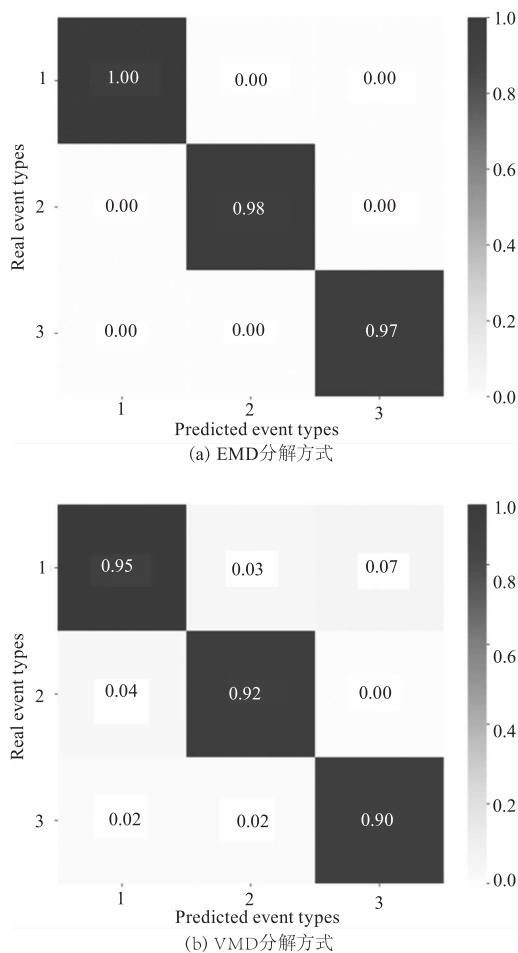 1.0
1 1.00 0.00 0.00
0.8
0.6
2 0.00 0.98 0.00
0.4
0.2
3 0.00 0.00 0.97
0.0
Real event types
1 2 3
Predicted event types
(a) EMD分解方式
1.0
1 0.95 0.03 0.07
0.8
0.6
2 0.04 0.92 0.00
0.4
0.2
3 0.02 0.02 0.90
0.0
Real event types
1 2 3
Predicted event types
(b) VMD分解方式